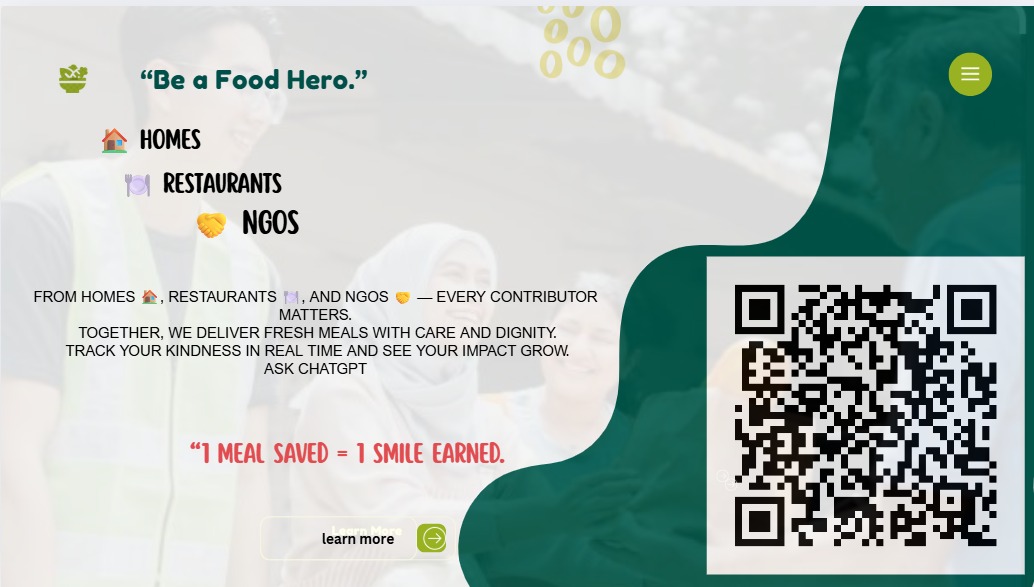 “Be a Food Hero.”
🏠 HOMES
🍽️ RESTAURANTS
🤝 NGOS
FROM HOMES 🏠, RESTAURANTS 🍽️, AND NGOS 🤝 — EVERY CONTRIBUTOR
MATTERS.
TOGETHER, WE DELIVER FRESH MEALS WITH CARE AND DIGNITY.
TRACK YOUR KINDNESS IN REAL TIME AND SEE YOUR IMPACT GROW.
ASK CHATGPT
“1 MEAL SAVED = 1 SMILE EARNED.
Learn More
learn more